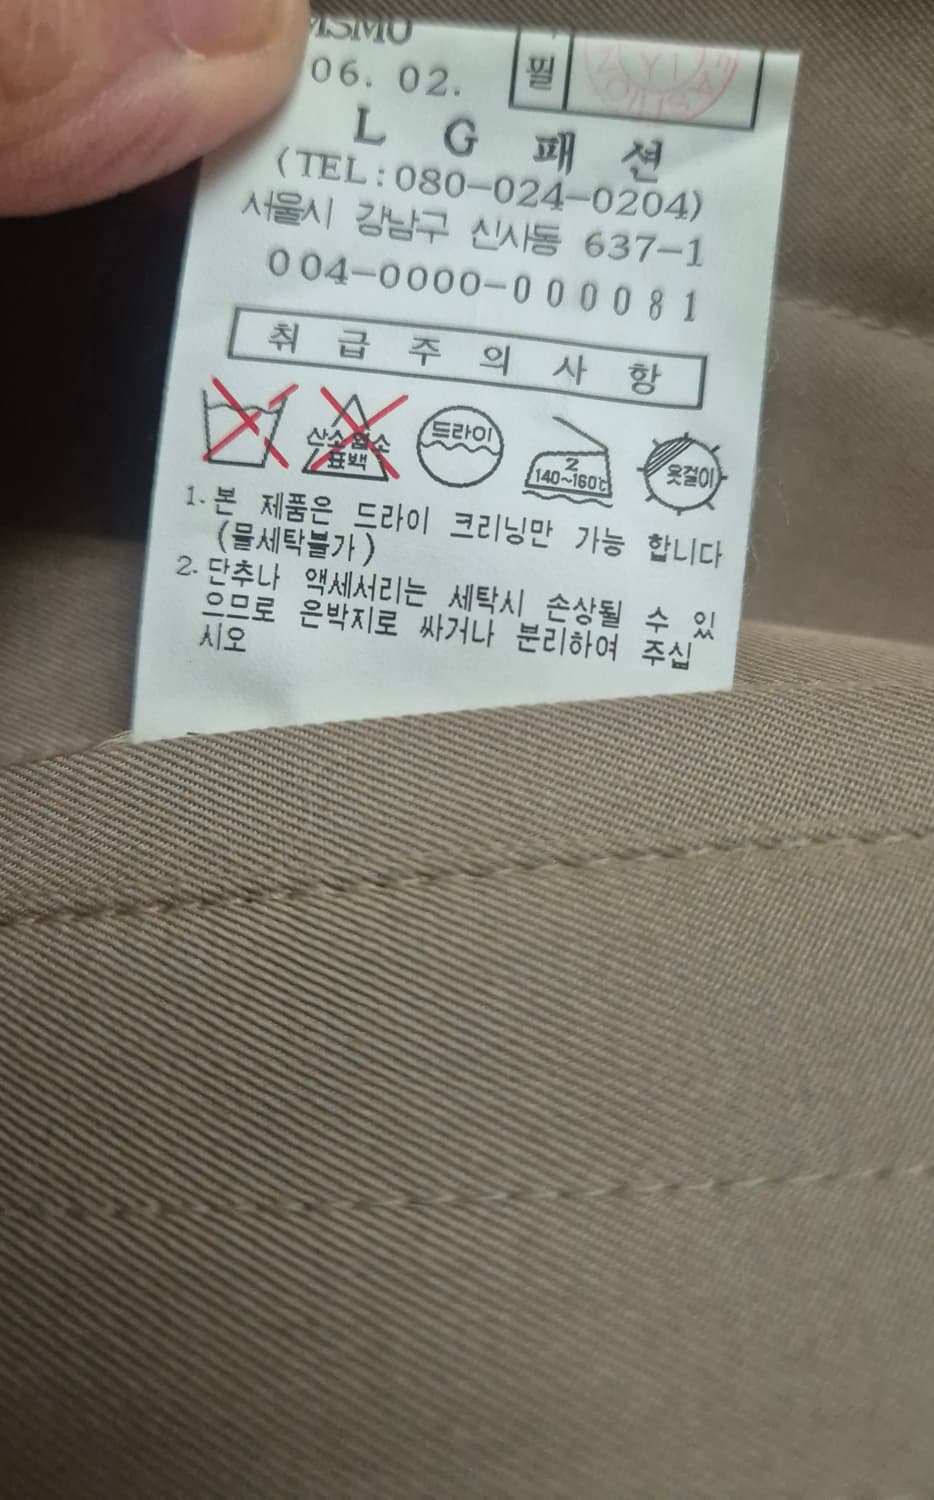 06. 02.
필
LG패션
(TEL:080-024-0204)
서울시 강남구 신사동 637-1
004-0000-000081
취급주의사항
산소염소
표백
드라이
2
140~160℃
옷걸이
1. 본 제품은 드라이 크리닝만 가능 합니다
(물세탁불가)
2. 단추나 액세서리는 세탁시 손상될 수 있
으므로 은박지로 싸거나 분리하여 주십
시오